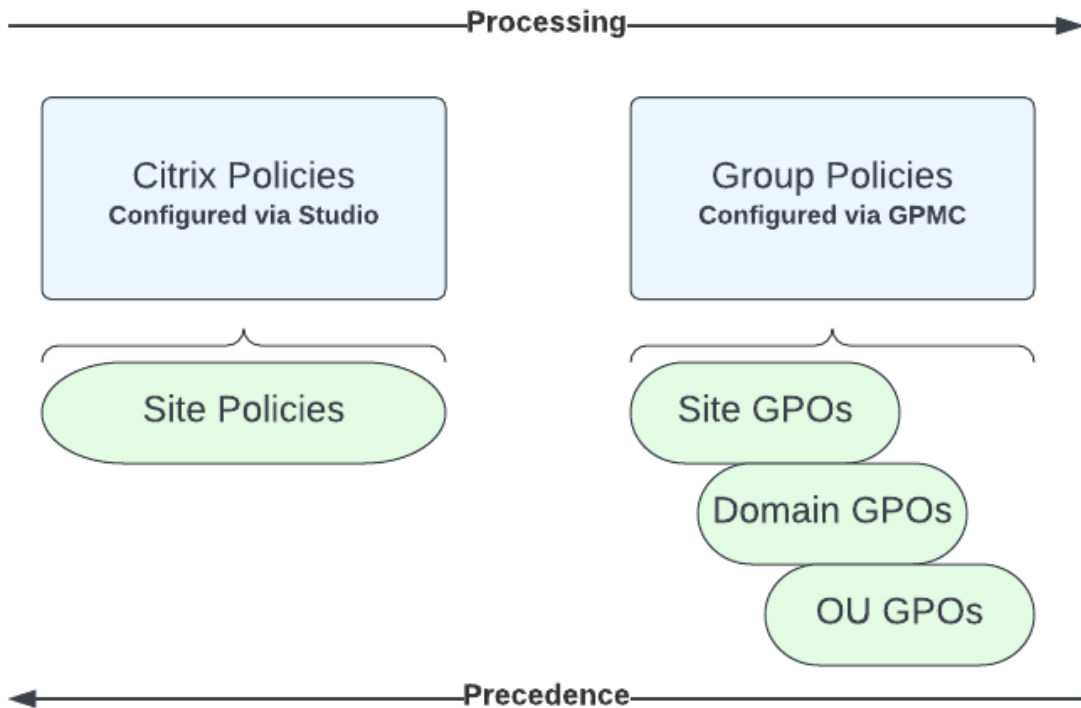 Processing
Citrix Policies
Configured via Studio
Group Policies
Configured via GPMC
Site Policies
Site GPOs
Domain GPOs
OU GPOs
Precedence